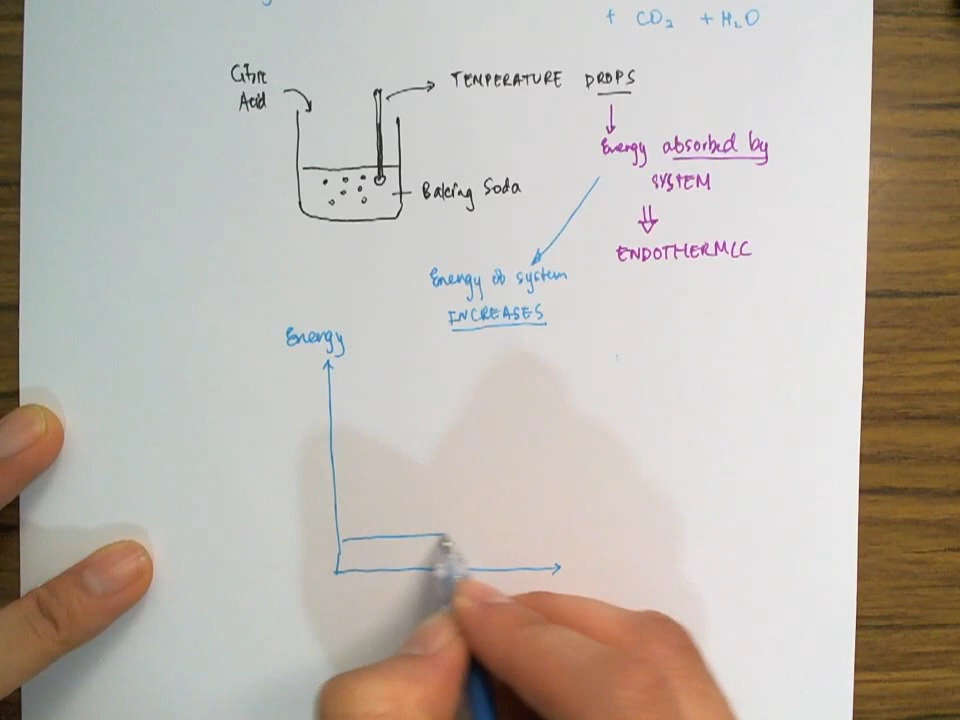 + CO₂ + H₂O
Citric
Acid
TEMPERATURE DROPS
Energy absorbed by
SYSTEM
Baking Soda
ENDOTHERMIC
Energy of system
INCREASES
Energy